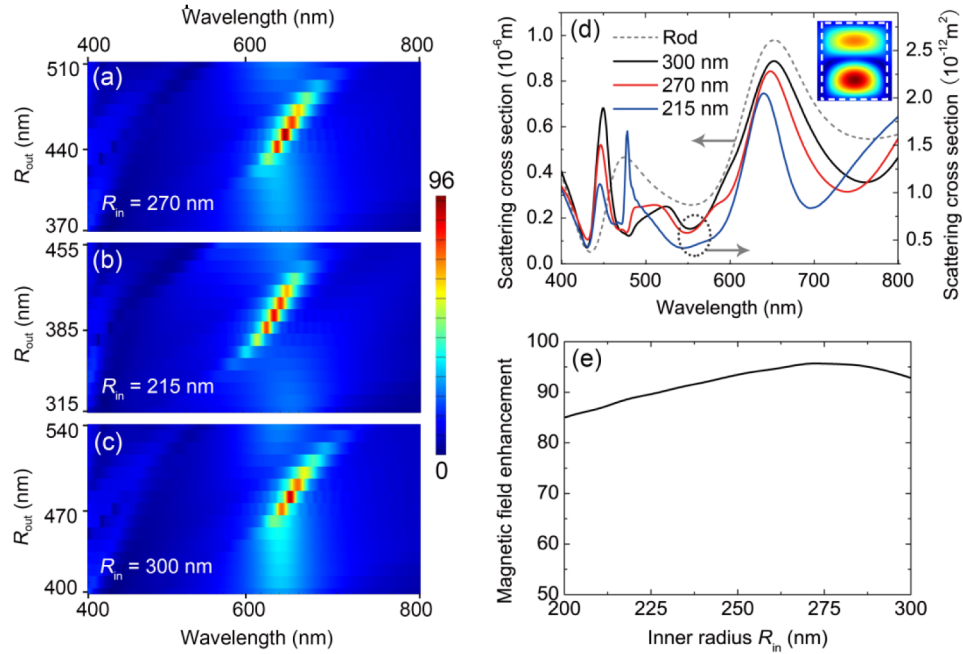 Wavelength (nm)
400 600 800
(a)
510
440
370
R_out (nm)
R_in = 270 nm
96
0
(b)
455
385
315
R_out (nm)
R_in = 215 nm
(c)
540
470
400
R_out (nm)
R_in = 300 nm
400 600 800
Wavelength (nm)
(d)
Rod
300 nm
270 nm
215 nm
1.0
0.8
0.6
0.4
0.2
0.0
Scattering cross section (10⁻⁶m)
2.5
2.0
1.5
1.0
0.5
Scattering cross section (10⁻¹²m²)
400 500 600 700 800
Wavelength (nm)
(e)
100
90
80
70
60
50
Magnetic field enhancement
200 225 250 275 300
Inner radius R_in (nm)